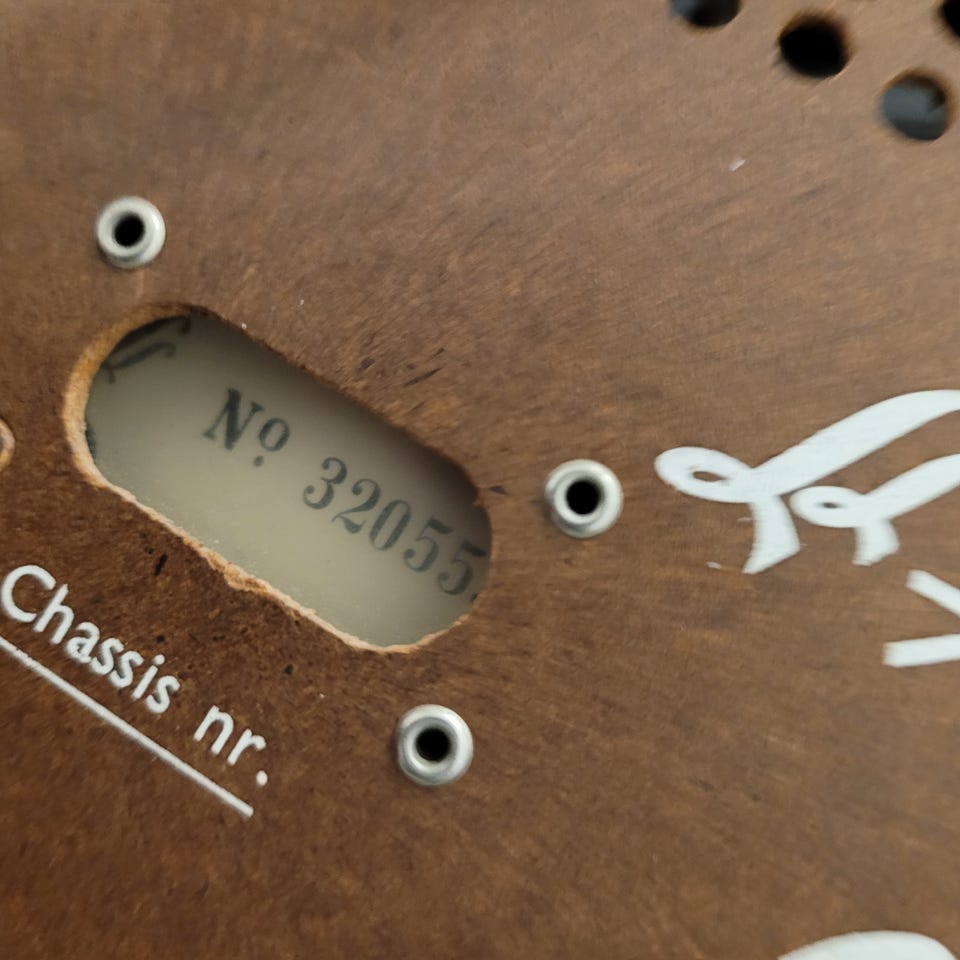 Nº 32055
Chassis nr.